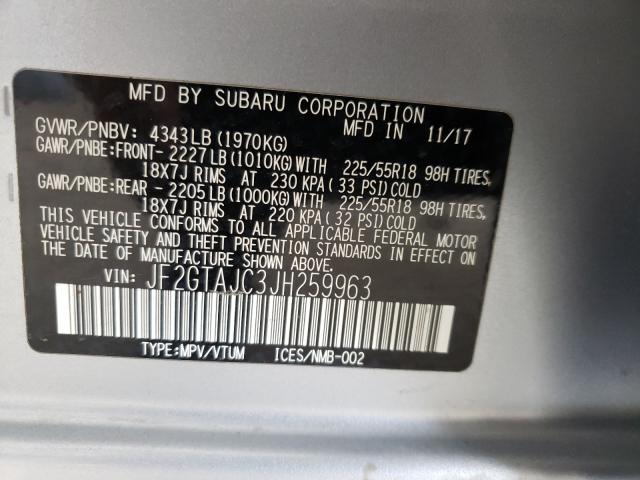 MFD BY SUBARU CORPORATION
MFD IN 11/17
GVWR/PNBV: 4343LB (1970KG)
GAWR/PNBE:FRONT- 2227LB(1010KG)WITH 225/55R18 98H TIRES,
18X7J RIMS AT 230 KPA (33 PSI)COLD
GAWR/PNBE:REAR - 2205LB(1000KG)WITH 225/55R18 98H TIRES,
18X7J RIMS AT 220 KPA (32 PSI)COLD
THIS VEHICLE CONFORMS TO ALL APPLICABLE FEDERAL MOTOR
VEHICLE SAFETY AND THEFT PREVENTION STANDARDS IN EFFECT
ON THE DATE OF MANUFACTURE SHOWN ABOVE.
VIN: JF2GTAJC3JH259963
TYPE:MPV/VTUM ICES/NMB-002